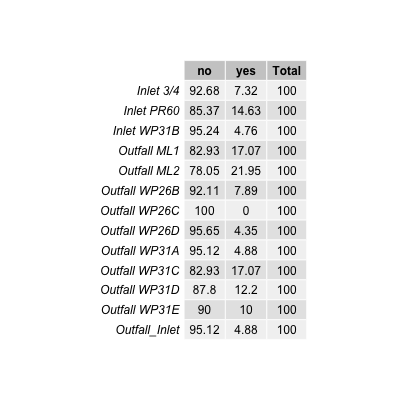 no yes Total
Inlet 3/4 92.68 7.32 100
Inlet PR60 85.37 14.63 100
Inlet WP31B 95.24 4.76 100
Outfall ML1 82.93 17.07 100
Outfall ML2 78.05 21.95 100
Outfall WP26B 92.11 7.89 100
Outfall WP26C 100 0 100
Outfall WP26D 95.65 4.35 100
Outfall WP31A 95.12 4.88 100
Outfall WP31C 82.93 17.07 100
Outfall WP31D 87.8 12.2 100
Outfall WP31E 90 10 100
Outfall_Inlet 95.12 4.88 100